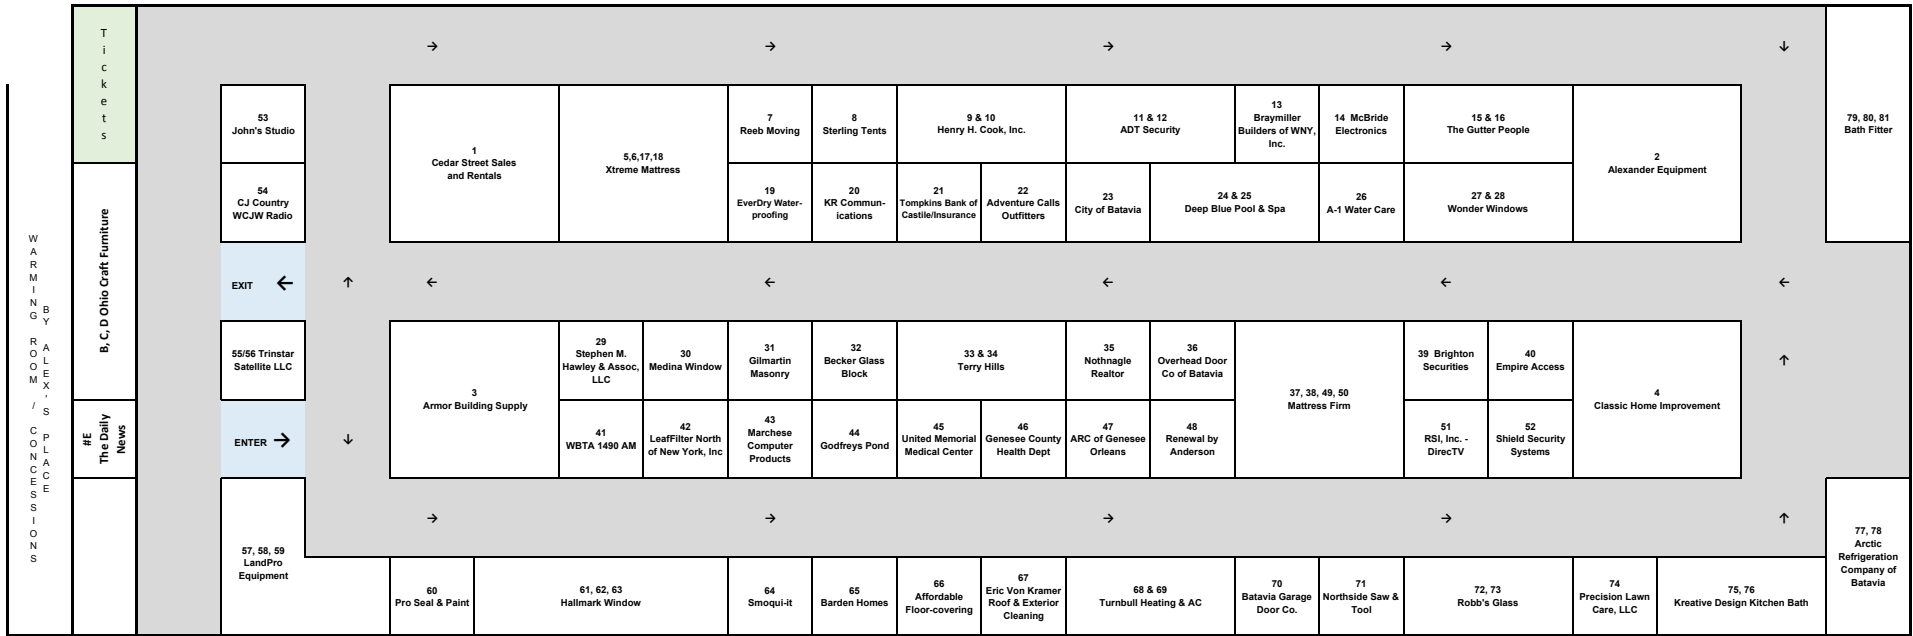 Tickets
→ → → → ↓
53
John's Studio
1
Cedar Street Sales
and Rentals
5,6,17,18
Xtreme Mattress
7
Reeb Moving
8
Sterling Tents
9 & 10
Henry H. Cook, Inc.
11 & 12
ADT Security
13
Braymiller
Builders of WNY,
Inc.
14 McBride
Electronics
15 & 16
The Gutter People
2
Alexander Equipment
79, 80, 81
Bath Fitter
54
CJ Country
WCJW Radio
19
EverDry Water-
proofing
20
KR Commun-
ications
21
Tompkins Bank of
Castile/Insurance
22
Adventure Calls
Outfitters
23
City of Batavia
24 & 25
Deep Blue Pool & Spa
26
A-1 Water Care
27 & 28
Wonder Windows
WARMING ROOM / CONCESSIONS
BY ALEX'S PLACE
B, C, D Ohio Craft Furniture
EXIT ← ↑ ← ← ← ← ←
55/56 Trinstar
Satellite LLC
3
Armor Building Supply
29
Stephen M.
Hawley & Assoc,
LLC
30
Medina Window
31
Gilmartin
Masonry
32
Becker Glass
Block
33 & 34
Terry Hills
35
Nothnagle
Realtor
36
Overhead Door
Co of Batavia
37, 38, 49, 50
Mattress Firm
39 Brighton
Securities
40
Empire Access
4
Classic Home Improvement
↑
#E
The Daily
News
ENTER → ↓
41
WBTA 1490 AM
42
LeafFilter North
of New York, Inc
43
Marchese
Computer
Products
44
Godfreys Pond
45
United Memorial
Medical Center
46
Genesee County
Health Dept
47
ARC of Genesee
Orleans
48
Renewal by
Anderson
51
RSI, Inc. -
DirecTV
52
Shield Security
Systems
→ → → → ↑
57, 58, 59
LandPro
Equipment
60
Pro Seal & Paint
61, 62, 63
Hallmark Window
64
Smoqui-it
65
Barden Homes
66
Affordable
Floor-covering
67
Eric Von Kramer
Roof & Exterior
Cleaning
68 & 69
Turnbull Heating & AC
70
Batavia Garage
Door Co.
71
Northside Saw &
Tool
72, 73
Robb's Glass
74
Precision Lawn
Care, LLC
75, 76
Kreative Design Kitchen Bath
77, 78
Arctic
Refrigeration
Company of
Batavia